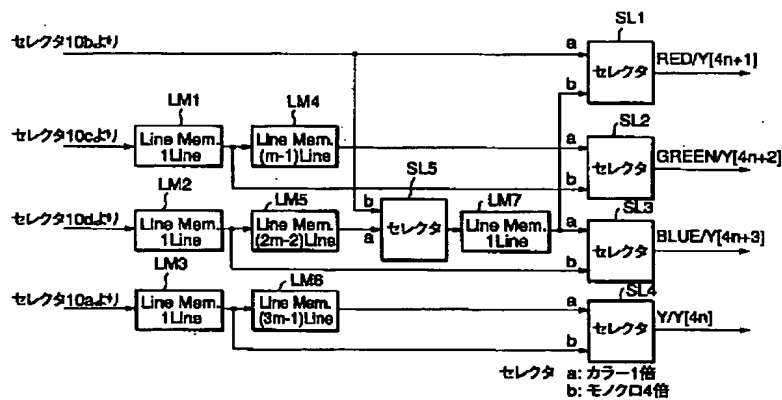 SL1
セレクタ10bより
a
セレクタ
RED/Y[4n+1]
b
LM1
LM4
SL2
セレクタ10cより
Line Mem.
1Line
Line Mem.
(m-1)Line
a
セレクタ
GREEN/Y[4n+2]
b
LM2
LM5
SL5
LM7
SL3
セレクタ10dより
Line Mem.
1Line
Line Mem.
(2m-2)Line
b
a
セレクタ
Line Mem.
1Line
a
セレクタ
BLUE/Y[4n+3]
b
LM3
LM6
SL4
セレクタ10aより
Line Mem.
1Line
Line Mem.
(3m-1)Line
a
セレクタ
Y/Y[4n]
b
セレクタ a: カラー1倍
b: モノクロ4倍